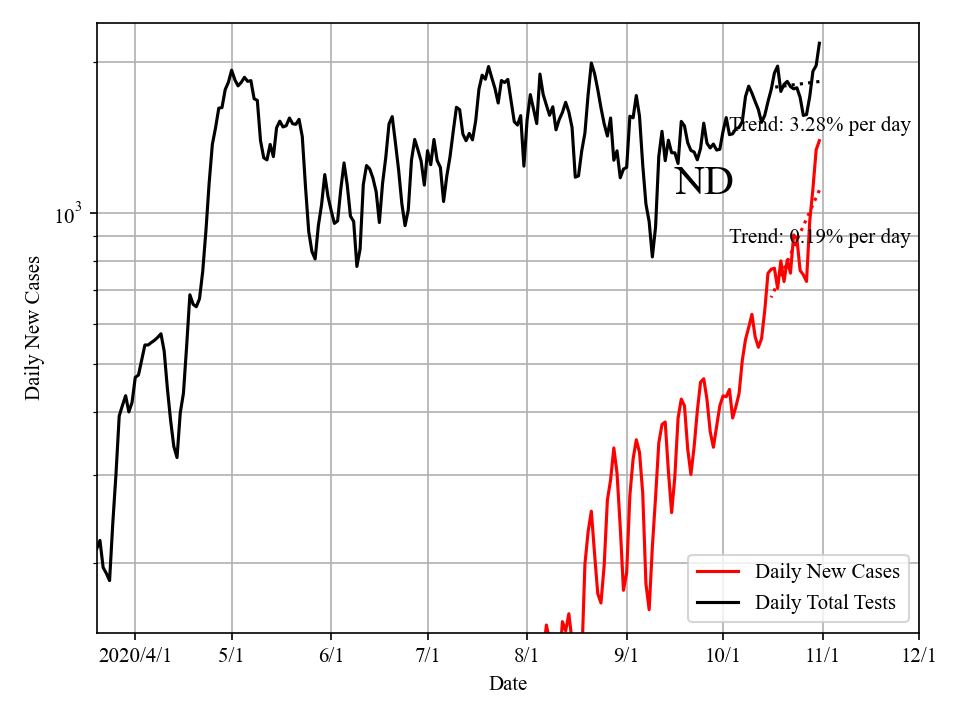 Trend: 3.28% per day
ND
10^3
Trend: 0.19% per day
Daily New Cases
Daily New Cases
Daily Total Tests
2020/4/1 5/1 6/1 7/1 8/1 9/1 10/1 11/1 12/1
Date